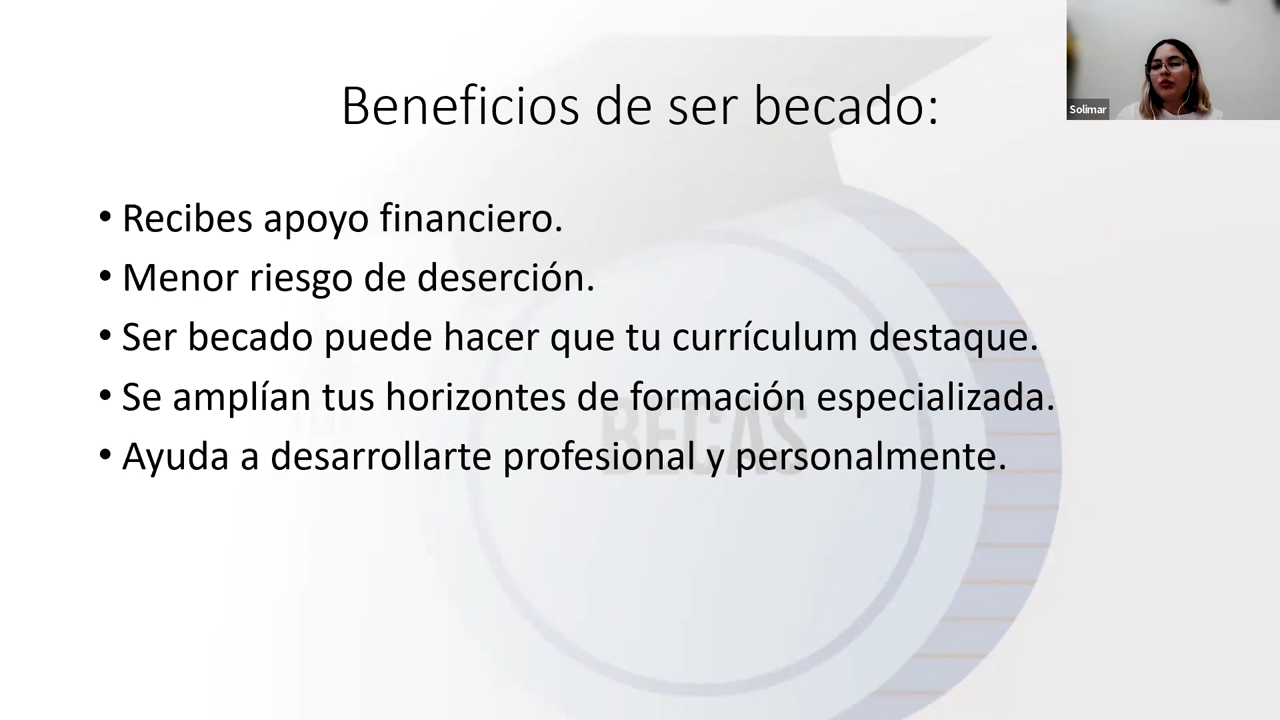 Beneficios de ser becado:
Solimar
• Recibes apoyo financiero.
• Menor riesgo de deserción.
• Ser becado puede hacer que tu currículum destaque.
• Se amplían tus horizontes de formación especializada.
BECAS
• Ayuda a desarrollarte profesional y personalmente.